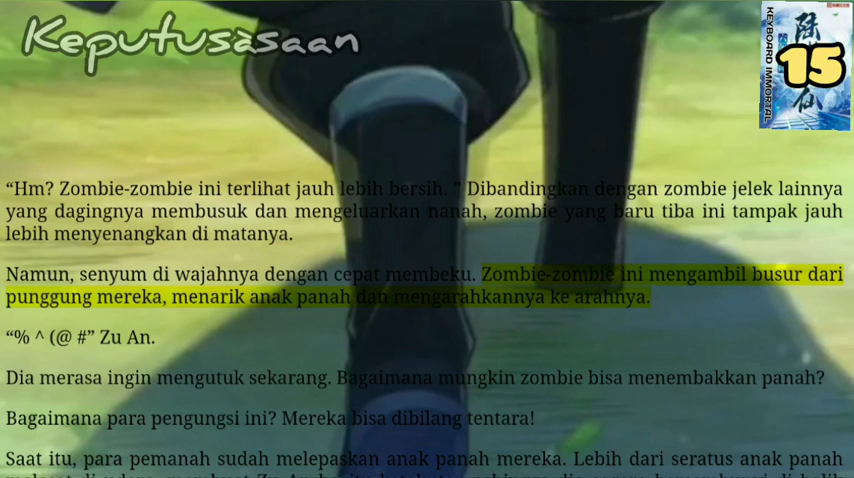 Keputusasaan
陆
仙
KEYBOARD IMMORTAL
15
“Hm? Zombie-zombie ini terlihat jauh lebih bersih. ” Dibandingkan dengan zombie jelek lainnya
yang dagingnya membusuk dan mengeluarkan nanah, zombie yang baru tiba ini tampak jauh
lebih menyenangkan di matanya.
Namun, senyum di wajahnya dengan cepat membeku. Zombie-zombie ini mengambil busur dari
punggung mereka, menarik anak panah dan mengarahkannya ke arahnya.
“% ^ (@ #” Zu An.
Dia merasa ingin mengutuk sekarang. Bagaimana mungkin zombie bisa menembakkan panah?
Bagaimana para pengungsi ini? Mereka bisa dibilang tentara!
Saat itu, para pemanah sudah melepaskan anak panah mereka. Lebih dari seratus anak panah